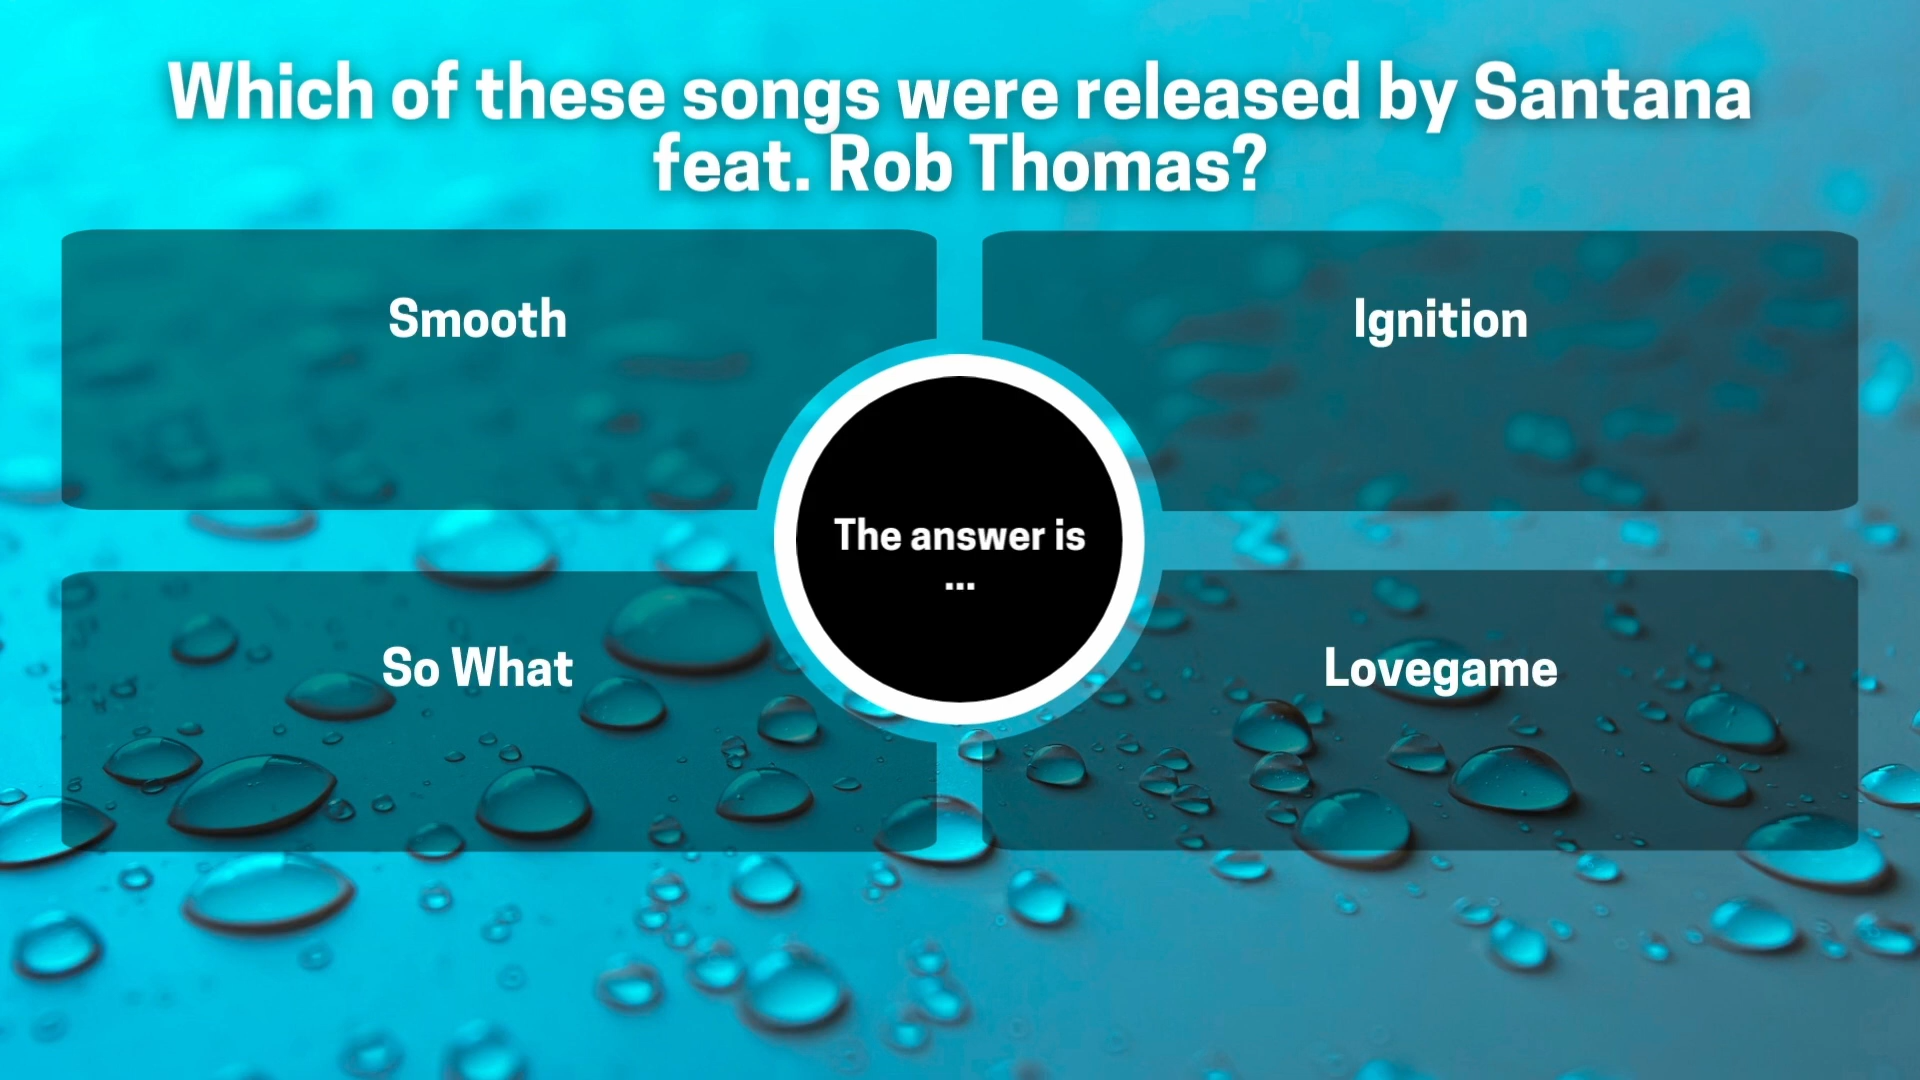 Which of these songs were released by Santana
feat. Rob Thomas?
Smooth
Ignition
The answer is
...
So What
Lovegame